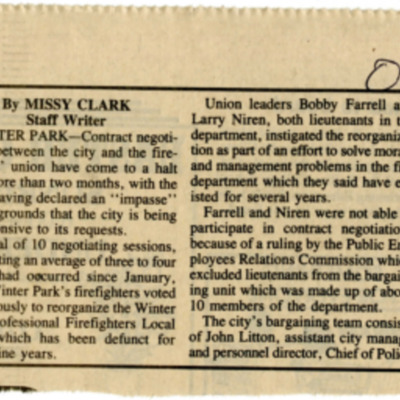 By MISSY CLARK
Staff Writer
TER PARK—Contract negoti-
between the city and the fire-
' union have come to a halt
ore than two months, with the
aving declared an "impasse"
grounds that the city is being
nsive to its requests.
al of 10 negotiating sessions,
ting an average of three to four
had occurred since January,
inter Park's firefighters voted
ously to reorganize the Winter
ofessional Firefighters Local
which has been defunct for
ine years.
Union leaders Bobby Farrell a
Larry Niren, both lieutenants in t
department, instigated the reorganiz
tion as part of an effort to solve mora
and management problems in the fi
department which they said have e
isted for several years.
Farrell and Niren were not able
participate in contract negotiation
because of a ruling by the Public Em
ployees Relations Commission which
excluded lieutenants from the bargain
ing unit which was made up of abo
10 members of the department.
The city's bargaining team consis
of John Litton, assistant city manag
and personnel director, Chief of Polic